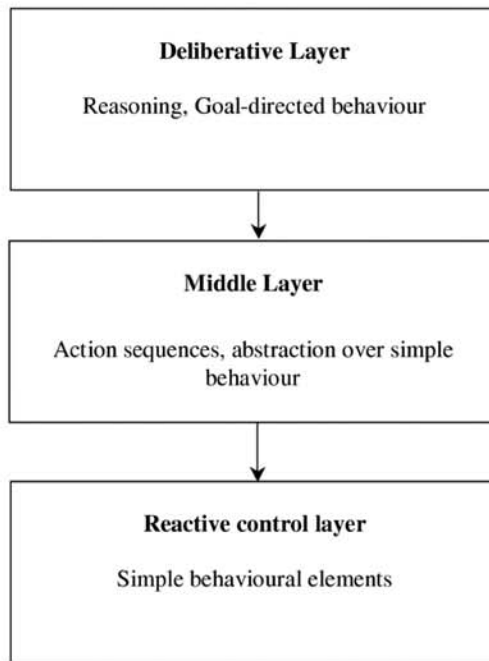 Deliberative Layer
Reasoning, Goal-directed behaviour
Middle Layer
Action sequences, abstraction over simple
behaviour
Reactive control layer
Simple behavioural elements